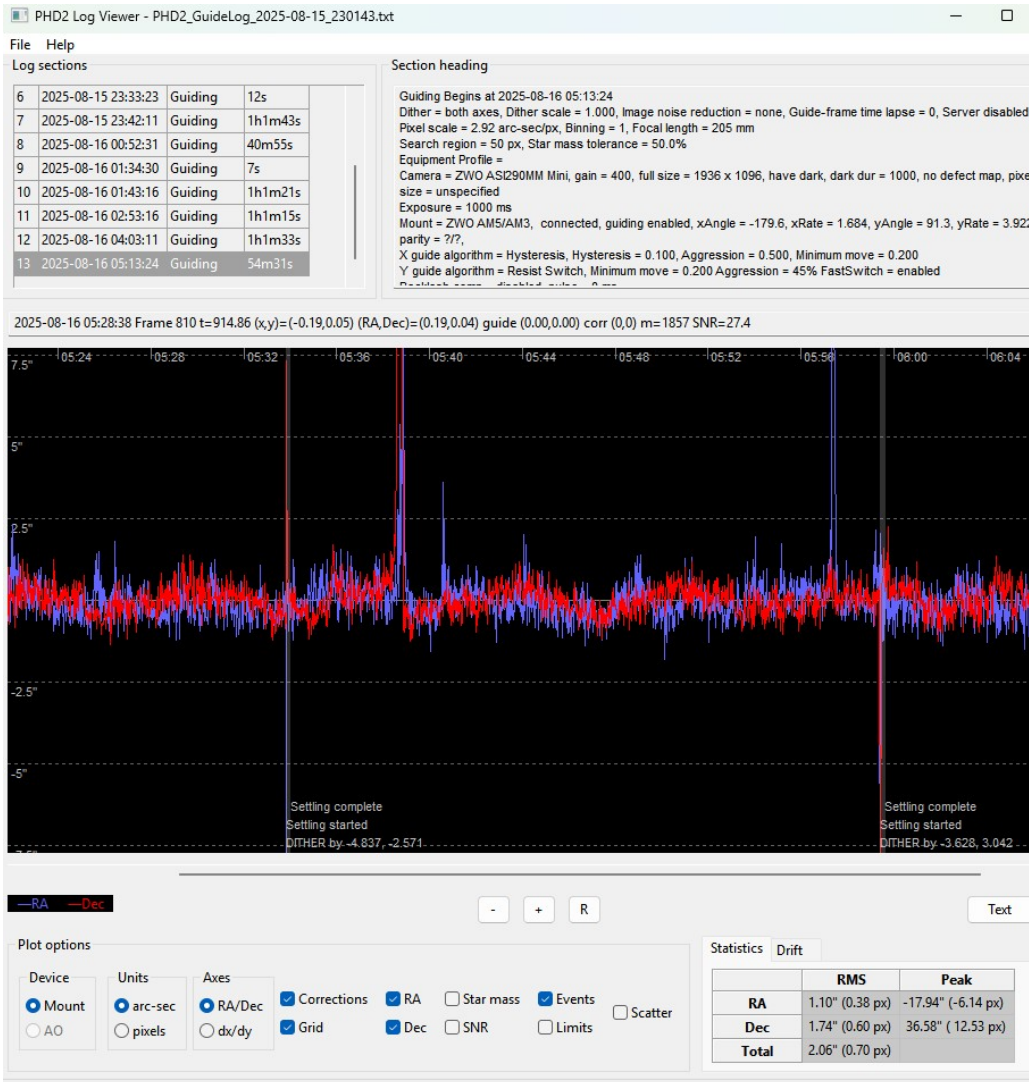 PHD2 Log Viewer - PHD2_GuideLog_2025-08-15_230143.txt
File Help
Log sections
6 2025-08-15 23:33:23 Guiding 12s
7 2025-08-15 23:42:11 Guiding 1h1m43s
8 2025-08-16 00:52:31 Guiding 40m55s
9 2025-08-16 01:34:30 Guiding 7s
10 2025-08-16 01:43:16 Guiding 1h1m21s
11 2025-08-16 02:53:16 Guiding 1h1m15s
12 2025-08-16 04:03:11 Guiding 1h1m33s
13 2025-08-16 05:13:24 Guiding 54m31s
Section heading
Guiding Begins at 2025-08-16 05:13:24
Dither = both axes, Dither scale = 1.000, Image noise reduction = none, Guide-frame time lapse = 0, Server disabled
Pixel scale = 2.92 arc-sec/px, Binning = 1, Focal length = 205 mm
Search region = 50 px, Star mass tolerance = 50.0%
Equipment Profile =
Camera = ZWO ASI290MM Mini, gain = 400, full size = 1936 x 1096, have dark, dark dur = 1000, no defect map, pixe
size = unspecified
Exposure = 1000 ms
Mount = ZWO AM5/AM3, connected, guiding enabled, xAngle = -179.6, xRate = 1.684, yAngle = 91.3, yRate = 3.922
parity = ?/?,
X guide algorithm = Hysteresis, Hysteresis = 0.100, Aggression = 0.500, Minimum move = 0.200
Y guide algorithm = Resist Switch, Minimum move = 0.200 Aggression = 45% FastSwitch = enabled
2025-08-16 05:28:38 Frame 810 t=914.86 (x,y)=(-0.19,0.05) (RA,Dec)=(0.19,0.04) guide (0.00,0.00) corr (0,0) m=1857 SNR=27.4
05:24 05:28 05:32 05:36 05:40 05:44 05:48 05:52 05:56 06:00 06:04
7.5"
5"
2.5"
-2.5"
-5"
-7.5"
Settling complete
Settling started
DITHER by -4.837, -2.571
Settling complete
Settling started
DITHER by -3.628, 3.042
RA Dec
- + R
Text
Plot options
Device Units Axes
Mount arc-sec RA/Dec Corrections RA Star mass Events Scatter
AO pixels dx/dy Grid Dec SNR Limits
Statistics Drift
RMS Peak
RA 1.10" (0.38 px) -17.94" (-6.14 px)
Dec 1.74" (0.60 px) 36.58" ( 12.53 px)
Total 2.06" (0.70 px)